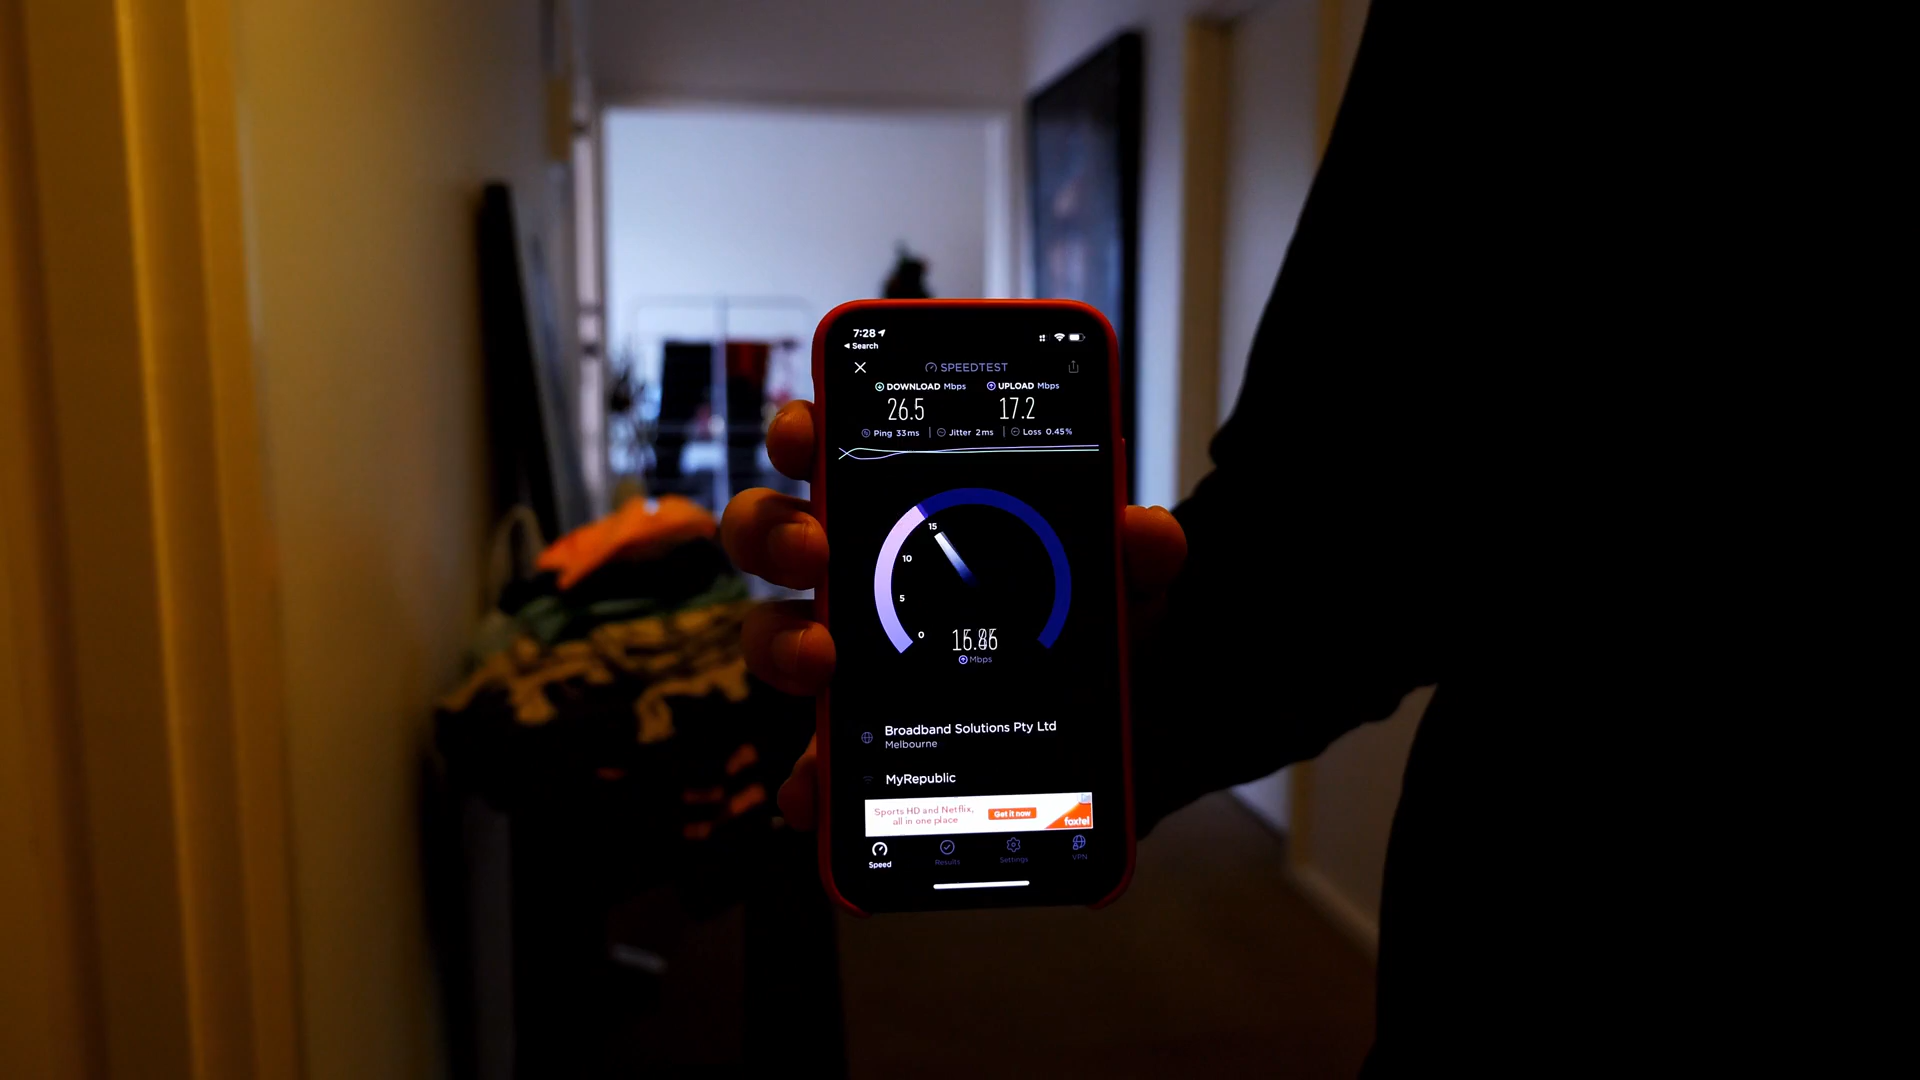 7:28
Search
SPEEDTEST
DOWNLOAD Mbps UPLOAD Mbps
26.5 17.2
Ping 33ms Jitter 2ms Loss 0.45%
15
10
5
0
Mbps
Broadband Solutions Pty Ltd
Melbourne
MyRepublic
Sports HD and Netflix,
all in one place
Get it now
foxtel
Speed Results Settings VPN